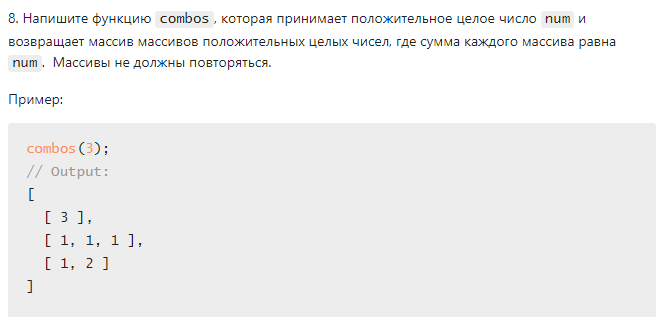 8. Напишите функцию combos, которая принимает положительное целое число num и
возвращает массив массивов положительных целых чисел, где сумма каждого массива равна
num. Массивы не должны повторяться.
Пример:
combos(3);
// Output:
[
[ 3 ],
[ 1, 1, 1 ],
[ 1, 2 ]
]